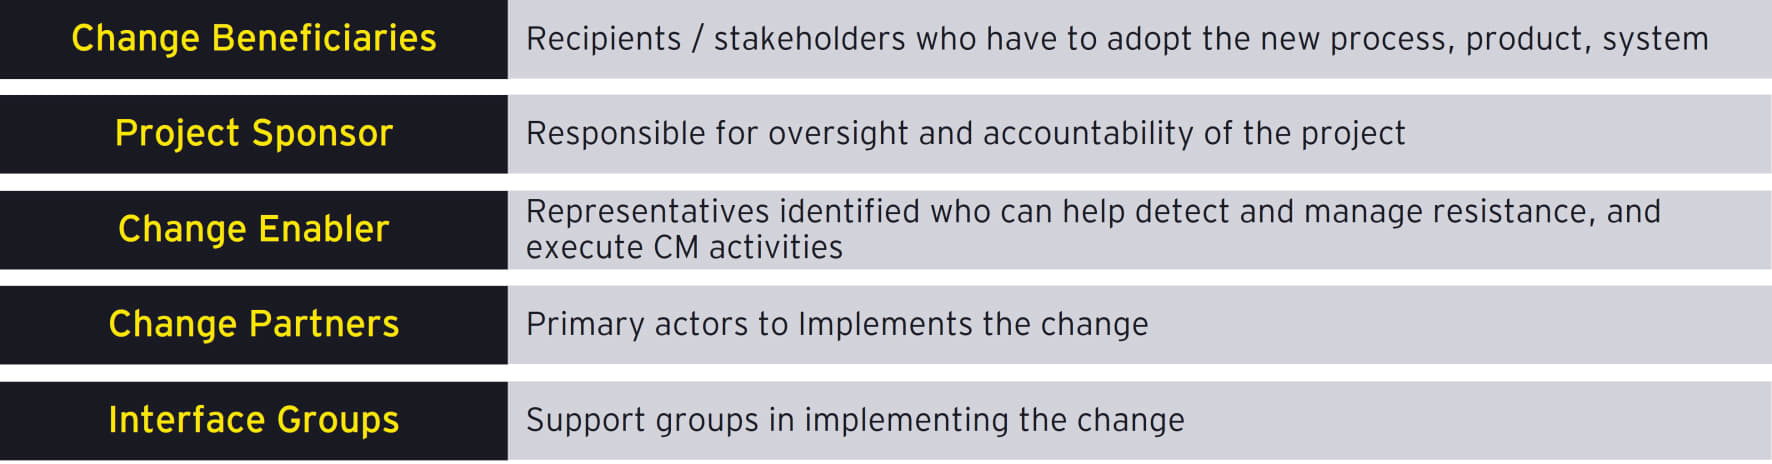 Change Beneficiaries
Recipients / stakeholders who have to adopt the new process, product, system
Project Sponsor
Responsible for oversight and accountability of the project
Change Enabler
Representatives identified who can help detect and manage resistance, and
execute CM activities
Change Partners
Primary actors to Implements the change
Interface Groups
Support groups in implementing the change